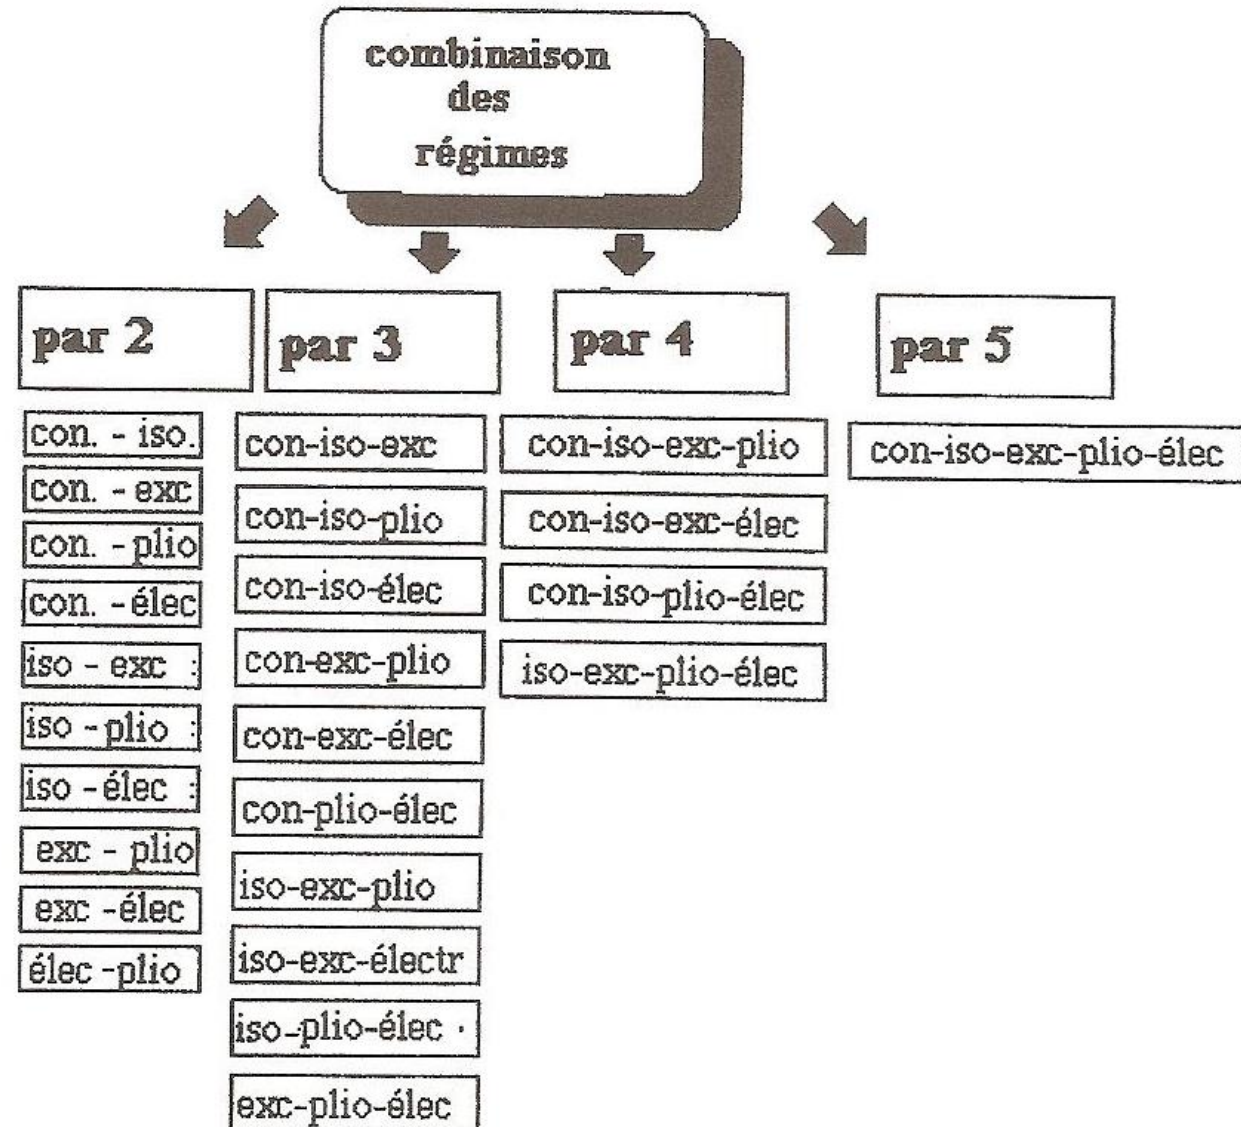 combinaison
des
régimes
par 2
par 3
par 4
par 5
con. - iso.
con. - exc
con. - plio
con. - élec
iso - exc :
iso - plio :
iso - élec :
exc - plio
exc - élec
élec - plio
con-iso-exc
con-iso-plio
con-iso-élec
con-exc-plio
con-exc-élec
con-plio-élec
iso-exc-plio
iso-exc-électr
iso-plio-élec .
exc-plio-élec
con-iso-exc-plio
con-iso-exc-élec
con-iso-plio-élec
iso-exc-plio-élec
con-iso-exc-plio-élec